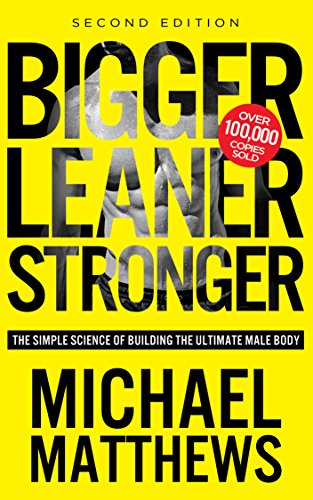 SECOND EDITION
BIGGER
LEANER
STRONGER
OVER
100,000
COPIES
SOLD
THE SIMPLE SCIENCE OF BUILDING THE ULTIMATE MALE BODY
MICHAEL
MATTHEWS